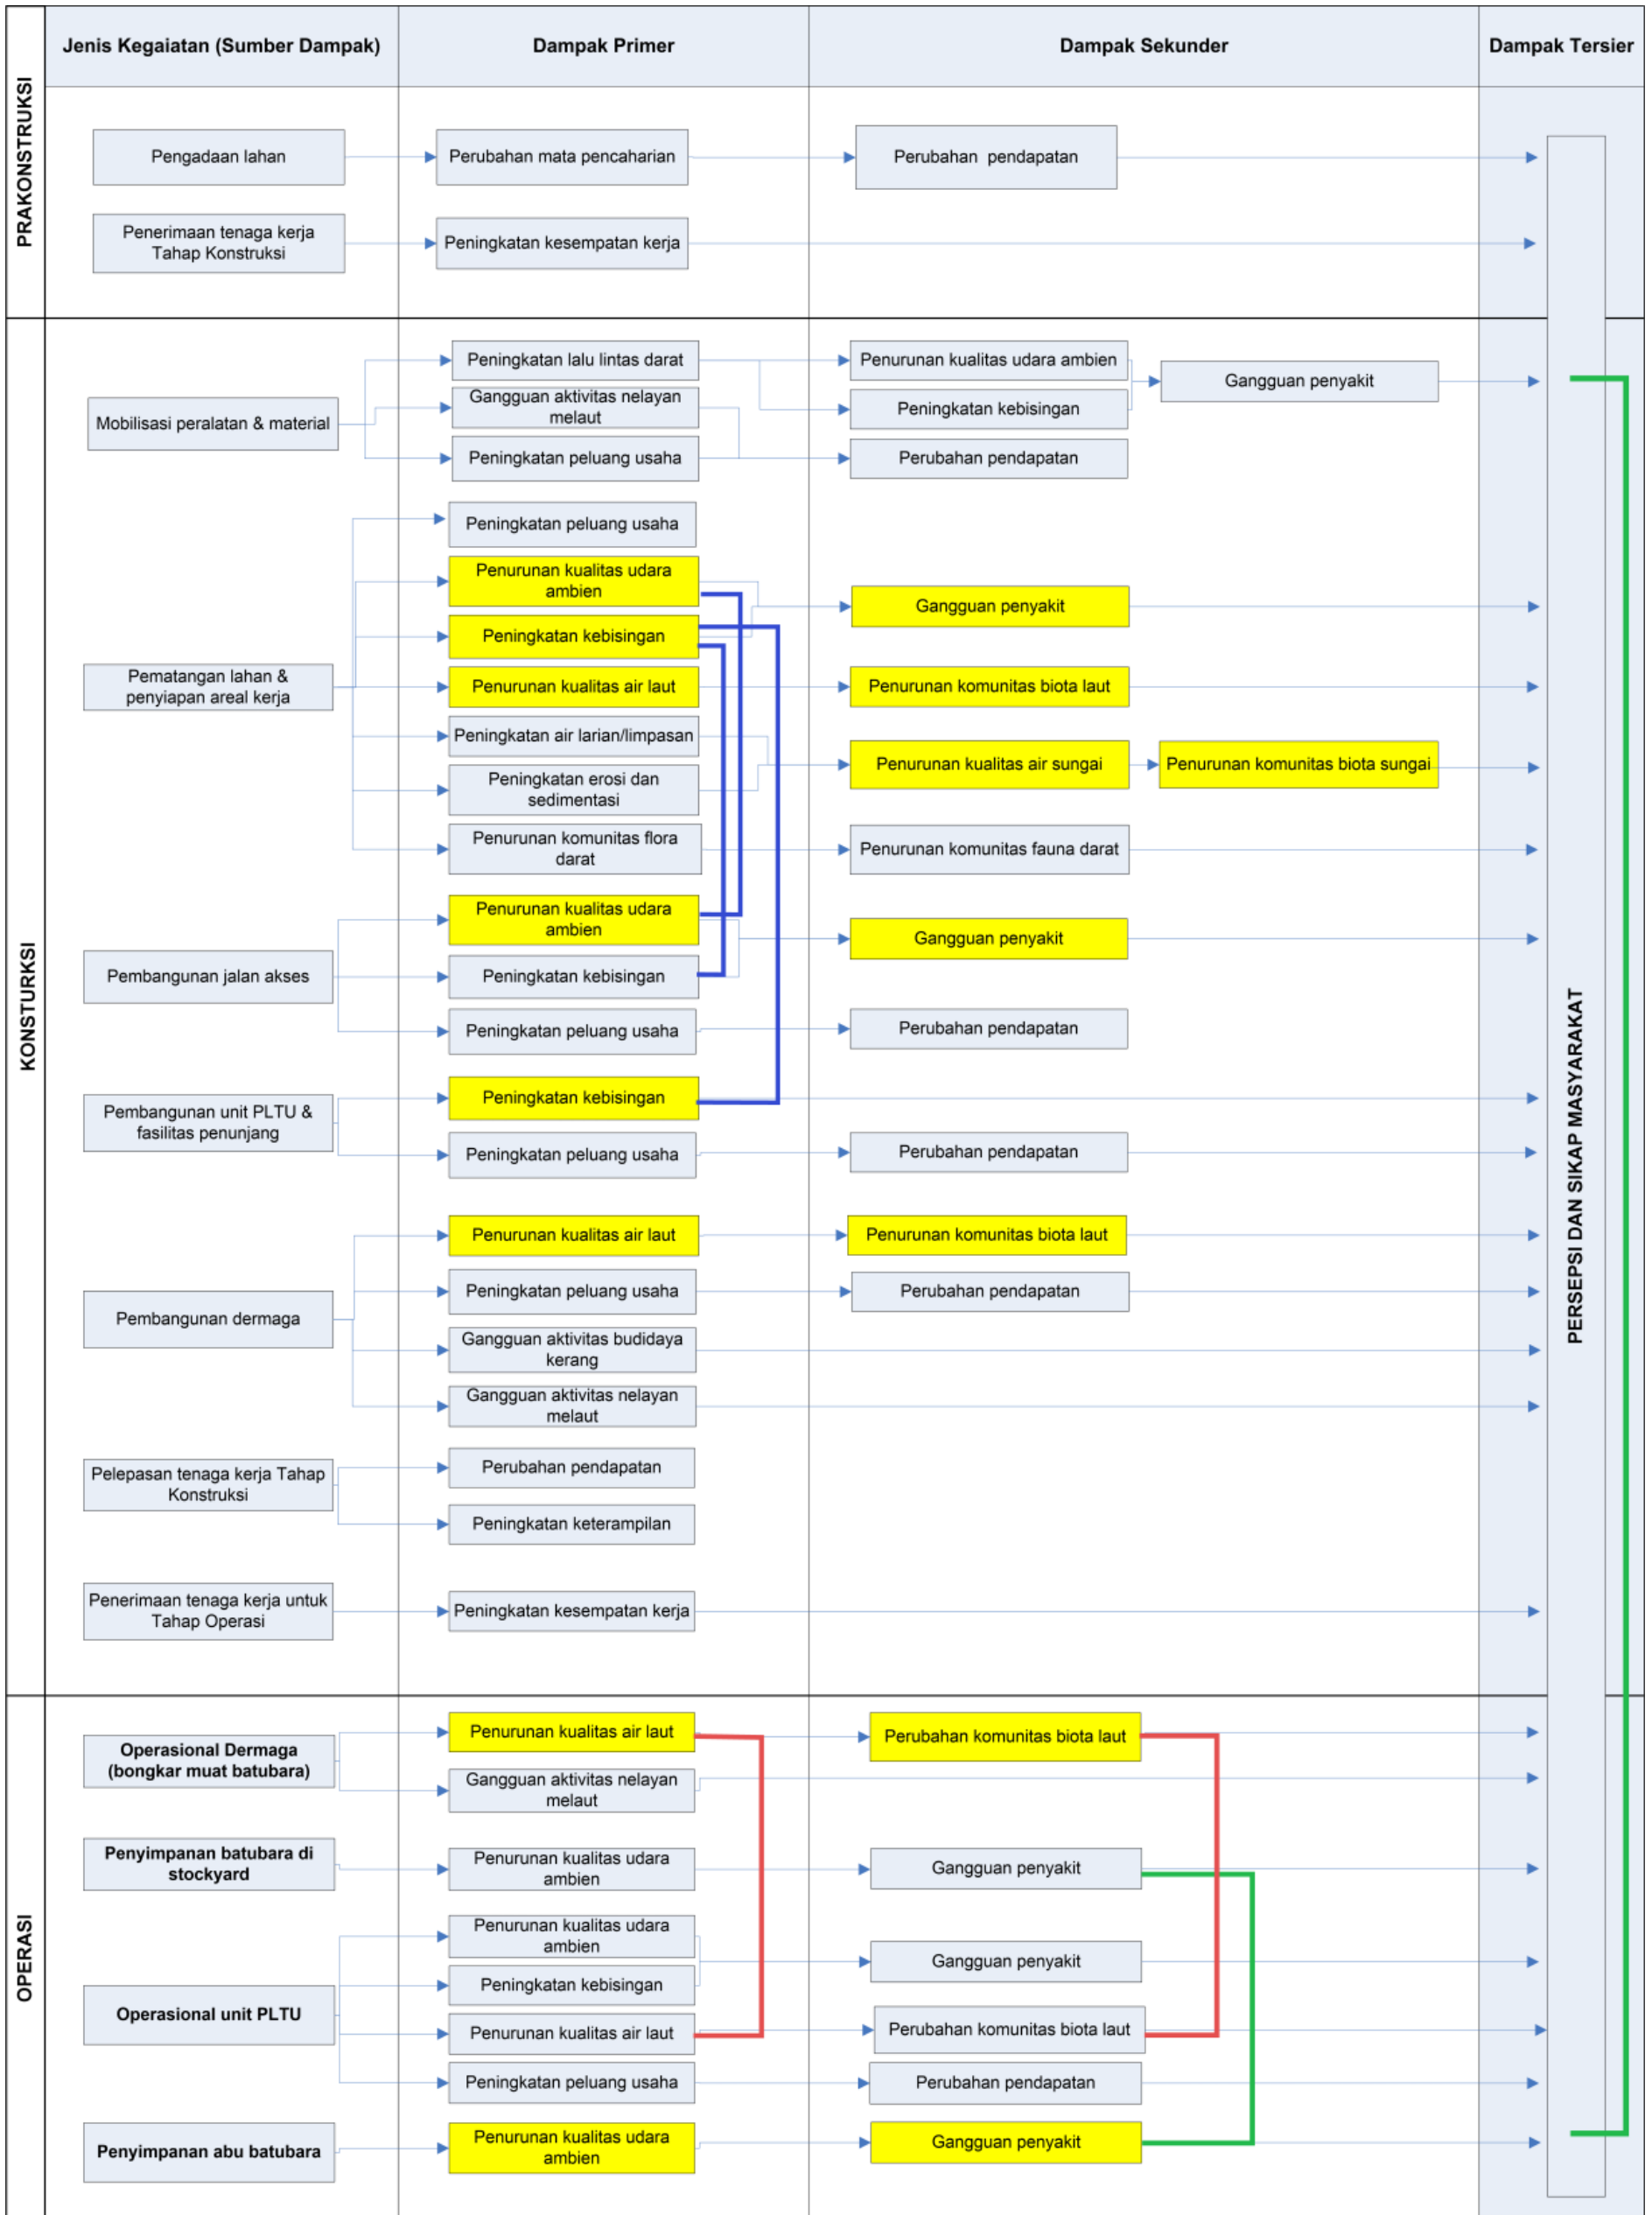 Jenis Kegaiatan (Sumber Dampak)
Dampak Primer
Dampak Sekunder
Dampak Tersier
PRAKONSTRUKSI
Pengadaan lahan
Perubahan mata pencaharian
Perubahan pendapatan
Penerimaan tenaga kerja
Tahap Konstruksi
Peningkatan kesempatan kerja
KONSTURKSI
Mobilisasi peralatan & material
Peningkatan lalu lintas darat
Gangguan aktivitas nelayan
melaut
Peningkatan peluang usaha
Penurunan kualitas udara ambien
Peningkatan kebisingan
Perubahan pendapatan
Gangguan penyakit
Pematangan lahan &
penyiapan areal kerja
Peningkatan peluang usaha
Penurunan kualitas udara
ambien
Peningkatan kebisingan
Penurunan kualitas air laut
Peningkatan air larian/limpasan
Peningkatan erosi dan
sedimentasi
Penurunan komunitas flora
darat
Gangguan penyakit
Penurunan komunitas biota laut
Penurunan kualitas air sungai
Penurunan komunitas biota sungai
Penurunan komunitas fauna darat
Pembangunan jalan akses
Penurunan kualitas udara
ambien
Peningkatan kebisingan
Peningkatan peluang usaha
Gangguan penyakit
Perubahan pendapatan
Pembangunan unit PLTU &
fasilitas penunjang
Peningkatan kebisingan
Peningkatan peluang usaha
Perubahan pendapatan
Pembangunan dermaga
Penurunan kualitas air laut
Peningkatan peluang usaha
Gangguan aktivitas budidaya
kerang
Gangguan aktivitas nelayan
melaut
Penurunan komunitas biota laut
Perubahan pendapatan
Pelepasan tenaga kerja Tahap
Konstruksi
Perubahan pendapatan
Peningkatan keterampilan
Penerimaan tenaga kerja untuk
Tahap Operasi
Peningkatan kesempatan kerja
PERSEPSI DAN SIKAP MASYARAKAT
OPERASI
Operasional Dermaga
(bongkar muat batubara)
Penurunan kualitas air laut
Gangguan aktivitas nelayan
melaut
Perubahan komunitas biota laut
Penyimpanan batubara di
stockyard
Penurunan kualitas udara
ambien
Gangguan penyakit
Operasional unit PLTU
Penurunan kualitas udara
ambien
Peningkatan kebisingan
Penurunan kualitas air laut
Peningkatan peluang usaha
Gangguan penyakit
Perubahan komunitas biota laut
Perubahan pendapatan
Penyimpanan abu batubara
Penurunan kualitas udara
ambien
Gangguan penyakit